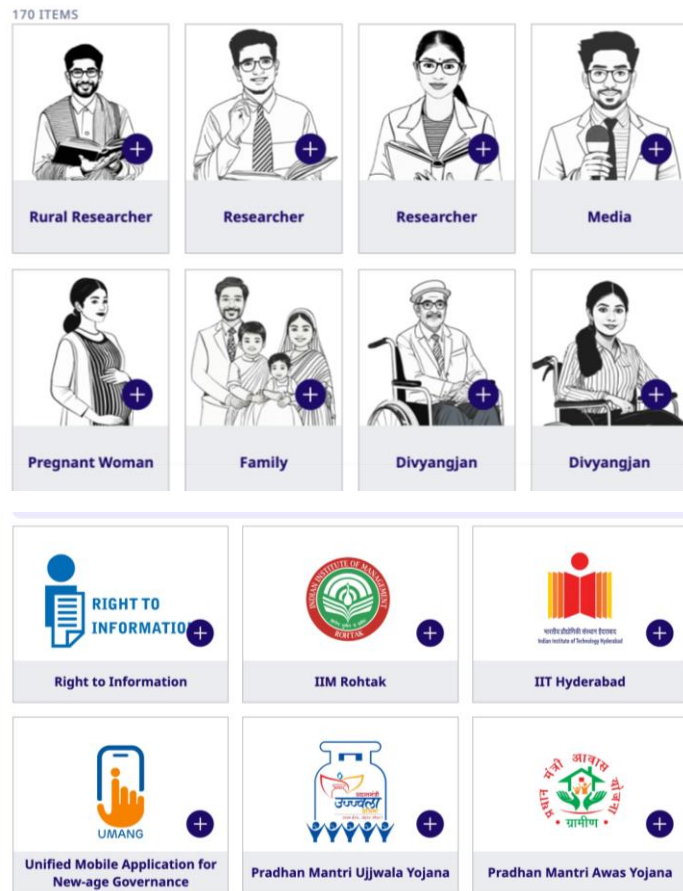 170 ITEMS
Rural Researcher
Researcher
Researcher
Media
Pregnant Woman
Family
Divyangjan
Divyangjan
RIGHT TO
INFORMATIO
Right to Information
INDIAN INSTITUTE OF MANAGEMENT
ROHTAK
IIM Rohtak
भारतीय प्रौद्योगिकी संस्थान हैदराबाद
Indian Institute of Technology Hyderabad
IIT Hyderabad
UMANG
Unified Mobile Application for
New-age Governance
प्रधानमंत्री
उज्ज्वला
Pradhan Mantri Ujjwala Yojana
प्रधान मंत्री आवास योजना
ग्रामीण
Pradhan Mantri Awas Yojana